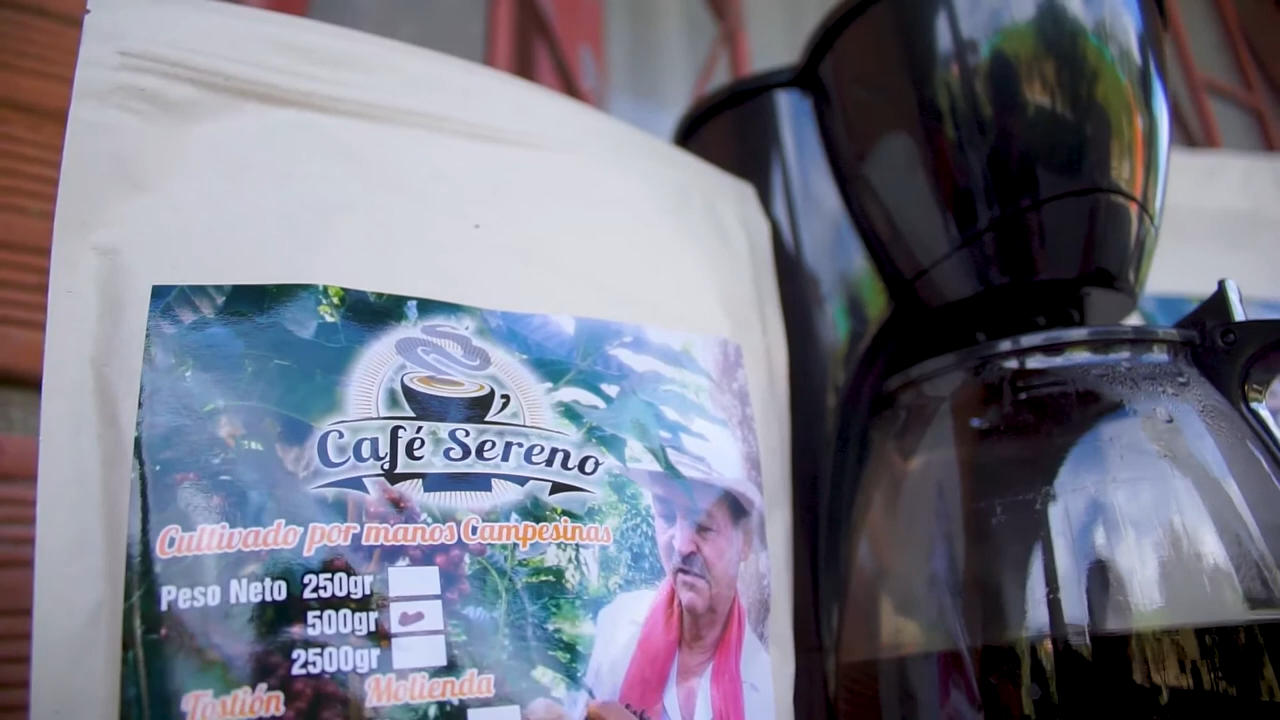 Café Sereno
Cultivado por manos Campesinas
Peso Neto 250gr
500gr
2500gr
Tostión Molienda